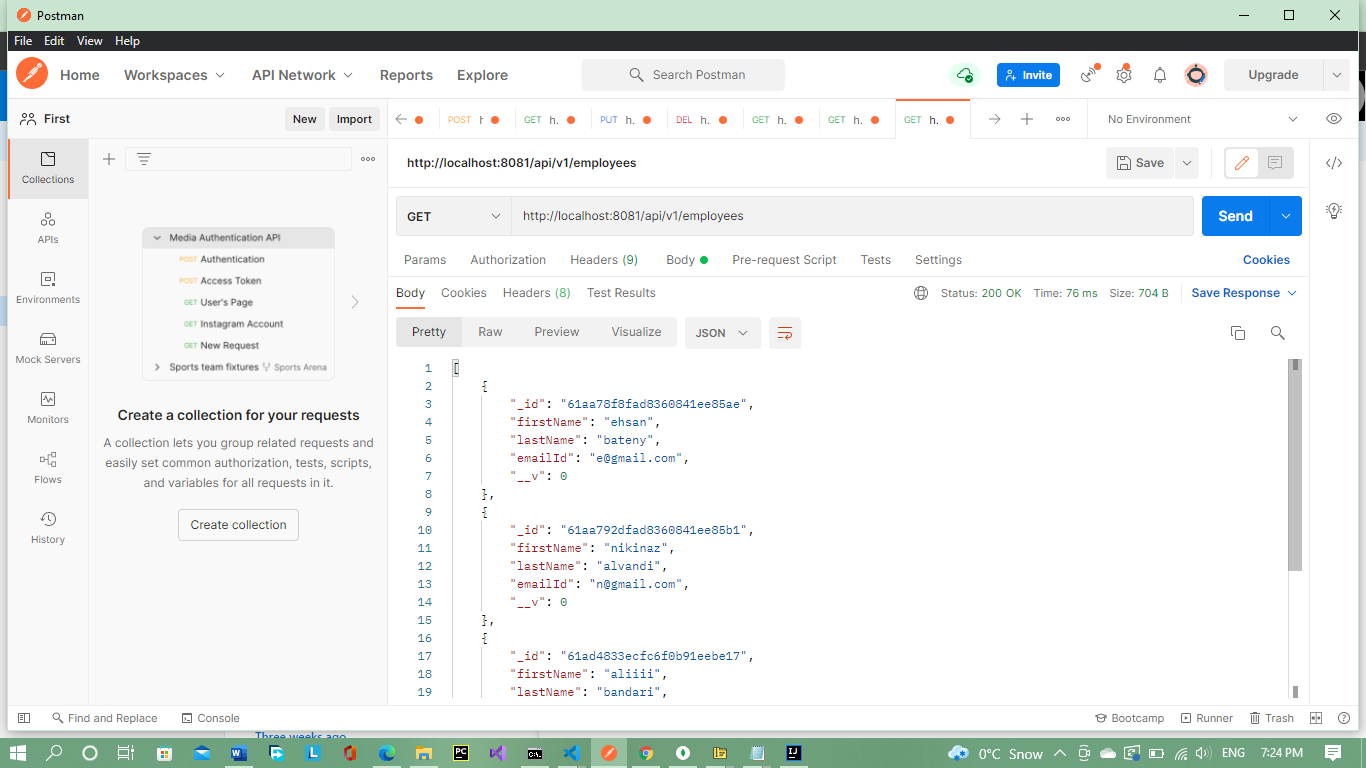 Postman
File Edit View Help
Home Workspaces API Network Reports Explore Search Postman Invite Upgrade
First New Import
POST h GET h. PUT h. DEL h. GET h. GET h. GET h. No Environment
http://localhost:8081/api/v1/employees Save
GET http://localhost:8081/api/v1/employees Send
Params Authorization Headers (9) Body Pre-request Script Tests Settings Cookies
Body Cookies Headers (8) Test Results Status: 200 OK Time: 76 ms Size: 704 B Save Response
Pretty Raw Preview Visualize JSON
Collections
APIs
Environments
Mock Servers
Monitors
Flows
History
Media Authentication API
POST Authentication
POST Access Token
GET User's Page
GET Instagram Account
GET New Request
Sports team fixtures Sports Arena
Create a collection for your requests
A collection lets you group related requests and
easily set common authorization, tests, scripts,
and variables for all requests in it.
Create collection
1 [
2 {
3 "_id": "61aa78f8fad8360841ee85ae",
4 "firstName": "ehsan",
5 "lastName": "bateny",
6 "emailId": "e@gmail.com",
7 "__v": 0
8 },
9 {
10 "_id": "61aa792dfad8360841ee85b1",
11 "firstName": "nikinaz",
12 "lastName": "alvandi",
13 "emailId": "n@gmail.com",
14 "__v": 0
15 },
16 {
17 "_id": "61ad4833ecfc6f0b91eebe17",
18 "firstName": "aliiii",
19 "lastName": "bandari",
Find and Replace Console Bootcamp Runner Trash
Three weeks ago
0°C Snow ENG 7:24 PM